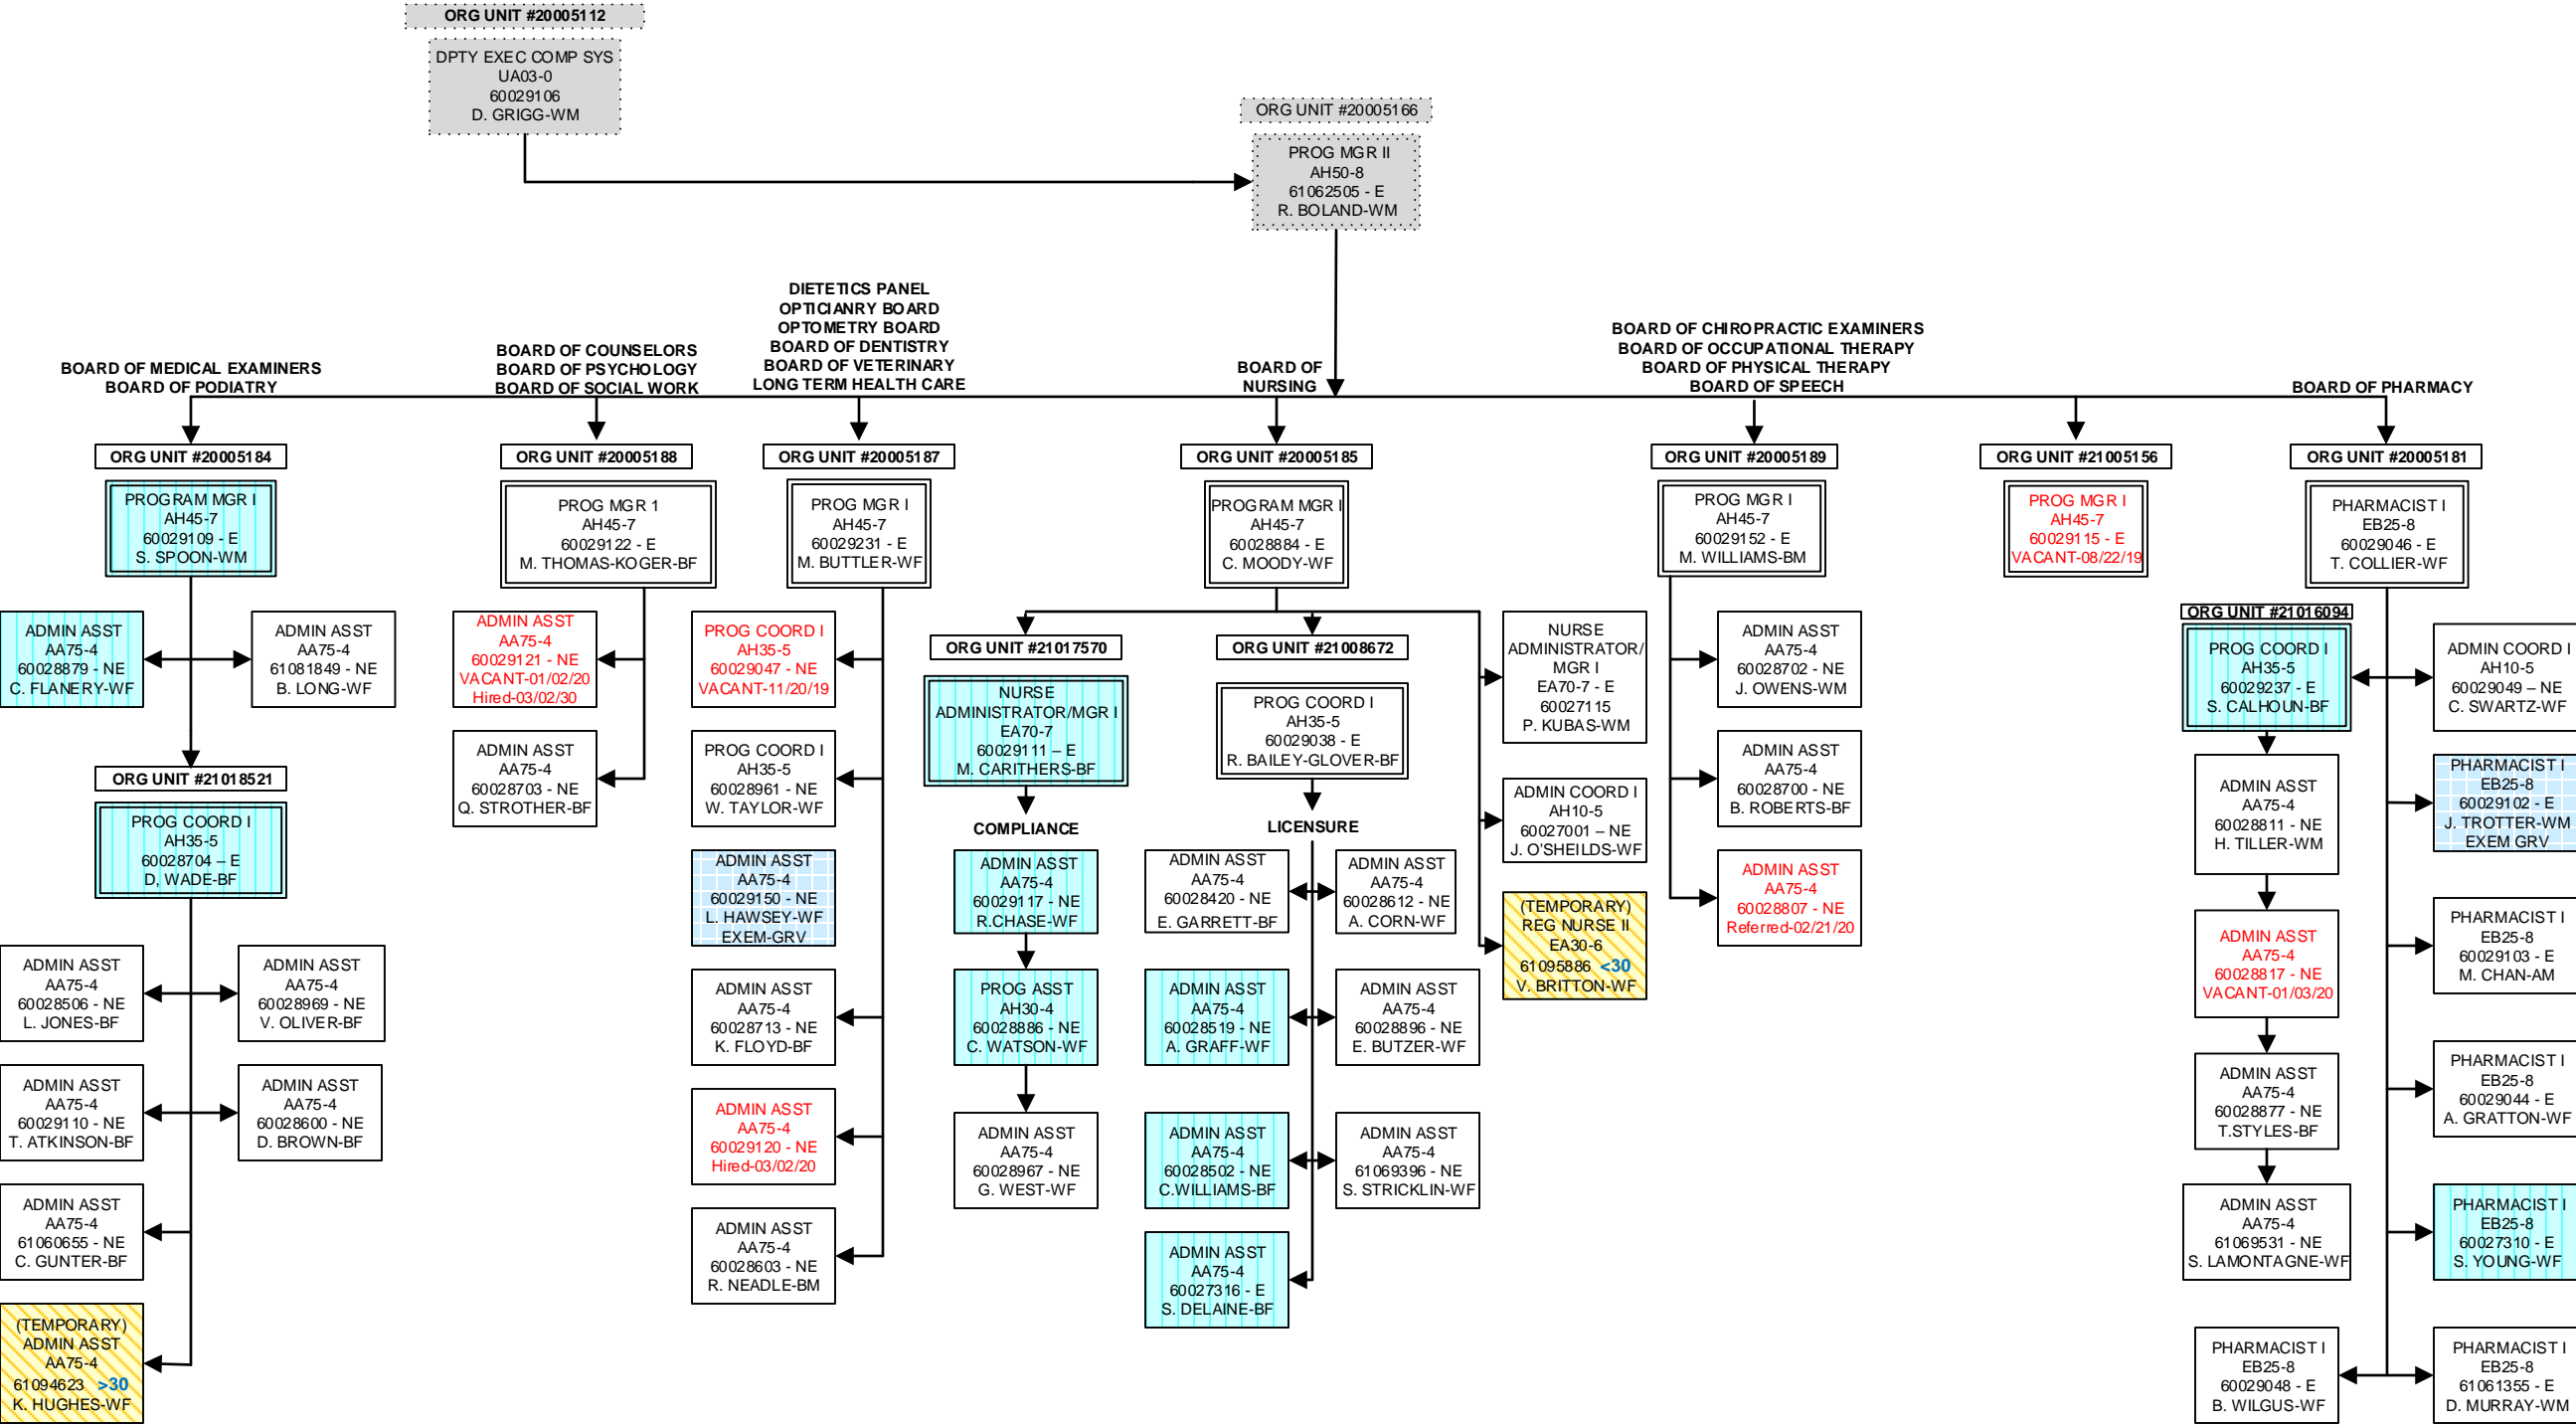 ORG UNIT #20005112
DPTY EXEC COMP SYS
UA03-0
60029106
D. GRIGG-WM
ORG UNIT #20005166
PROG MGR II
AH50-8
61062505 - E
R. BOLAND-WM
BOARD OF MEDICAL EXAMINERS
BOARD OF PODIATRY
BOARD OF COUNSELORS
BOARD OF PSYCHOLOGY
BOARD OF SOCIAL WORK
DIETETICS PANEL
OPTICIANRY BOARD
OPTOMETRY BOARD
BOARD OF DENTISTRY
BOARD OF VETERINARY
LONG TERM HEALTH CARE
BOARD OF
NURSING
BOARD OF CHIROPRACTIC EXAMINERS
BOARD OF OCCUPATIONAL THERAPY
BOARD OF PHYSICAL THERAPY
BOARD OF SPEECH
BOARD OF PHARMACY
ORG UNIT #20005184
PROGRAM MGR I
AH45-7
60029109 - E
S. SPOON-WM
ADMIN ASST
AA75-4
60028879 - NE
C. FLANERY-WF
ADMIN ASST
AA75-4
61081849 - NE
B. LONG-WF
ORG UNIT #21018521
PROG COORD I
AH35-5
60028704 – E
D, WADE-BF
ADMIN ASST
AA75-4
60028506 - NE
L. JONES-BF
ADMIN ASST
AA75-4
60028969 - NE
V. OLIVER-BF
ADMIN ASST
AA75-4
60029110 - NE
T. ATKINSON-BF
ADMIN ASST
AA75-4
60028600 - NE
D. BROWN-BF
ADMIN ASST
AA75-4
61060655 - NE
C. GUNTER-BF
(TEMPORARY)
ADMIN ASST
AA75-4
61094623 >30
K. HUGHES-WF
ORG UNIT #20005188
PROG MGR 1
AH45-7
60029122 - E
M. THOMAS-KOGER-BF
ADMIN ASST
AA75-4
60029121 - NE
VACANT-01/02/20
Hired-03/02/30
ADMIN ASST
AA75-4
60028703 - NE
Q. STROTHER-BF
ORG UNIT #20005187
PROG MGR I
AH45-7
60029231 - E
M. BUTTLER-WF
PROG COORD I
AH35-5
60029047 - NE
VACANT-11/20/19
PROG COORD I
AH35-5
60028961 - NE
W. TAYLOR-WF
ADMIN ASST
AA75-4
60029150 - NE
L. HAWSEY-WF
EXEM-GRV
ADMIN ASST
AA75-4
60028713 - NE
K. FLOYD-BF
ADMIN ASST
AA75-4
60029120 - NE
Hired-03/02/20
ADMIN ASST
AA75-4
60028603 - NE
R. NEADLE-BM
ORG UNIT #20005185
PROGRAM MGR I
AH45-7
60028884 - E
C. MOODY-WF
ORG UNIT #21017570
NURSE
ADMINISTRATOR/MGR I
EA70-7
60029111 – E
M. CARITHERS-BF
COMPLIANCE
ADMIN ASST
AA75-4
60029117 - NE
R.CHASE-WF
PROG ASST
AH30-4
60028886 - NE
C. WATSON-WF
ADMIN ASST
AA75-4
60028967 - NE
G. WEST-WF
ORG UNIT #21008672
PROG COORD I
AH35-5
60029038 - E
R. BAILEY-GLOVER-BF
LICENSURE
ADMIN ASST
AA75-4
60028420 - NE
E. GARRETT-BF
ADMIN ASST
AA75-4
60028612 - NE
A. CORN-WF
ADMIN ASST
AA75-4
60028519 - NE
A. GRAFF-WF
ADMIN ASST
AA75-4
60028896 - NE
E. BUTZER-WF
ADMIN ASST
AA75-4
60028502 - NE
C.WILLIAMS-BF
ADMIN ASST
AA75-4
61069396 - NE
S. STRICKLIN-WF
ADMIN ASST
AA75-4
60027316 - E
S. DELAINE-BF
NURSE
ADMINISTRATOR/
MGR I
EA70-7 - E
60027115
P. KUBAS-WM
ADMIN COORD I
AH10-5
60027001 – NE
J. O'SHEILDS-WF
(TEMPORARY)
REG NURSE II
EA30-6
61095886 <30
V. BRITTON-WF
ORG UNIT #20005189
PROG MGR I
AH45-7
60029152 - E
M. WILLIAMS-BM
ADMIN ASST
AA75-4
60028702 - NE
J. OWENS-WM
ADMIN ASST
AA75-4
60028700 - NE
B. ROBERTS-BF
ADMIN ASST
AA75-4
60028807 - NE
Referred-02/21/20
ORG UNIT #21005156
PROG MGR I
AH45-7
60029115 - E
VACANT-08/22/19
ORG UNIT #20005181
PHARMACIST I
EB25-8
60029046 - E
T. COLLIER-WF
ORG UNIT #21016094
PROG COORD I
AH35-5
60029237 - E
S. CALHOUN-BF
ADMIN ASST
AA75-4
60028811 - NE
H. TILLER-WM
ADMIN ASST
AA75-4
60028817 - NE
VACANT-01/03/20
ADMIN ASST
AA75-4
60028877 - NE
T.STYLES-BF
ADMIN ASST
AA75-4
61069531 - NE
S. LAMONTAGNE-WF
PHARMACIST I
EB25-8
60029048 - E
B. WILGUS-WF
ADMIN COORD I
AH10-5
60029049 – NE
C. SWARTZ-WF
PHARMACIST I
EB25-8
60029102 - E
J. TROTTER-WM
EXEM GRV
PHARMACIST I
EB25-8
60029103 - E
M. CHAN-AM
PHARMACIST I
EB25-8
60029044 - E
A. GRATTON-WF
PHARMACIST I
EB25-8
60027310 - E
S. YOUNG-WF
PHARMACIST I
EB25-8
61061355 - E
D. MURRAY-WM